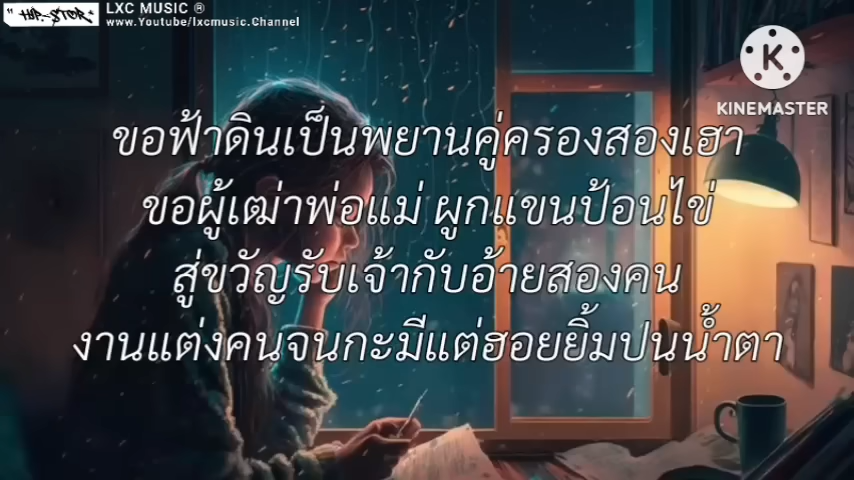 HIP-STOR
LXC MUSIC ®
www.Youtube/lxcmusic.Channel
K
KINEMASTER
ขอฟ้าดินเป็นพยานคู่ครองสองเฮา
ขอผู้เฒ่าพ่อแม่ ผูกแขนป้อนไข่
สู่ขวัญรับเจ้ากับอ้ายสองคน
งานแต่งคนจนกะมีแต่ฮอยยิ้มปนน้ำตา